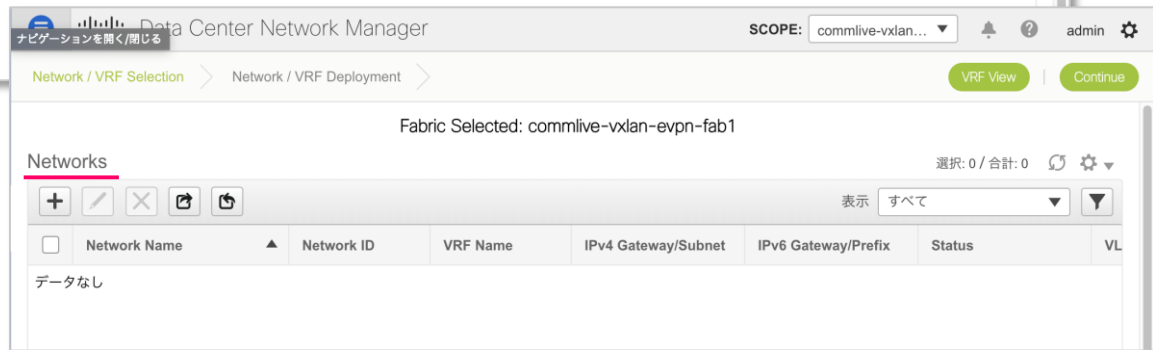 Data Center Network Manager
SCOPE: commlive-vxlan... admin
ナビゲーションを開く/閉じる
Network / VRF Selection Network / VRF Deployment VRF View Continue
Fabric Selected: commlive-vxlan-evpn-fab1
Networks 選択: 0 / 合計: 0
表示 すべて
Network Name Network ID VRF Name IPv4 Gateway/Subnet IPv6 Gateway/Prefix Status VL
データなし